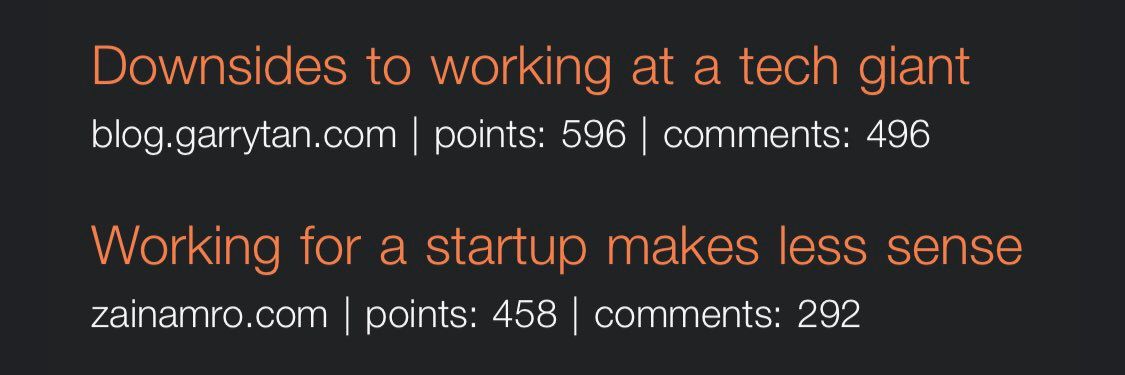 Downsides to working at a tech giant
blog.garrytan.com | points: 596 | comments: 496
Working for a startup makes less sense
zainamro.com | points: 458 | comments: 292